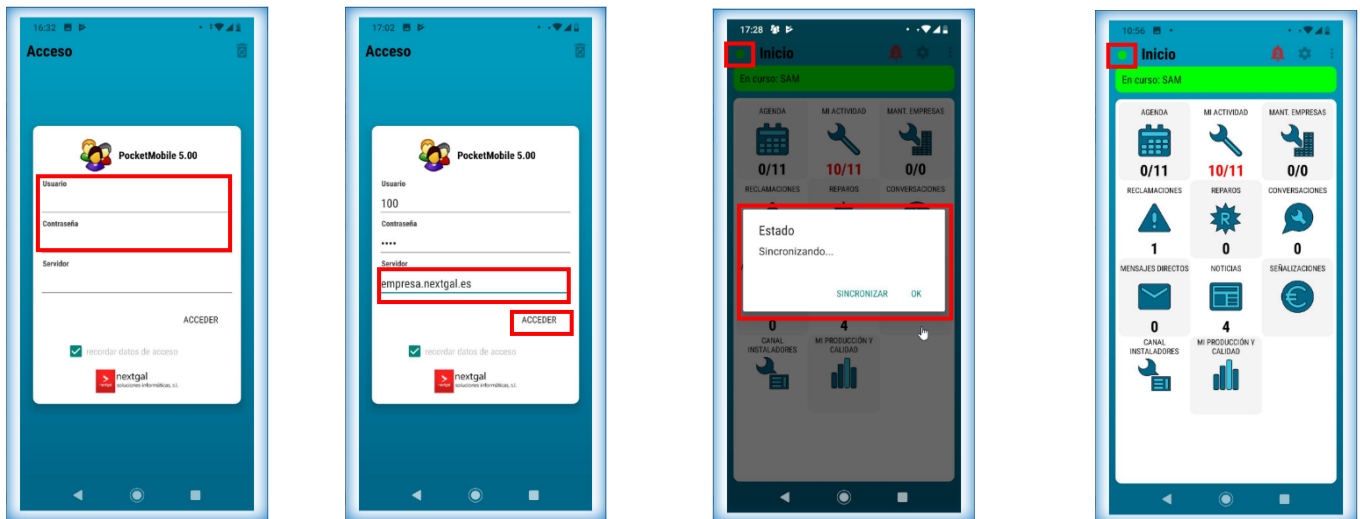 16:32
Acceso
PocketMobile 5.00
Usuario
Contraseña
Servidor
ACCEDER
recordar datos de acceso
nextgal
soluciones informáticas, s.l.
17:02
Acceso
PocketMobile 5.00
Usuario
100
Contraseña
••••
Servidor
empresa.nextgal.es
ACCEDER
recordar datos de acceso
nextgal
soluciones informáticas, s.l.
17:28
Inicio
En curso: SAM
AGENDA MI ACTIVIDAD MANT. EMPRESAS
0/11 10/11 0/0
RECLAMACIONES REPAROS CONVERSACIONES
Estado
Sincronizando...
SINCRONIZAR OK
0 4
CANAL INSTALADORES
MI PRODUCCIÓN Y CALIDAD
10:56
Inicio
En curso: SAM
AGENDA MI ACTIVIDAD MANT. EMPRESAS
0/11 10/11 0/0
RECLAMACIONES REPAROS CONVERSACIONES
R
1 0 0
MENSAJES DIRECTOS NOTICIAS SEÑALIZACIONES
€
0 4
CANAL INSTALADORES
MI PRODUCCIÓN Y CALIDAD